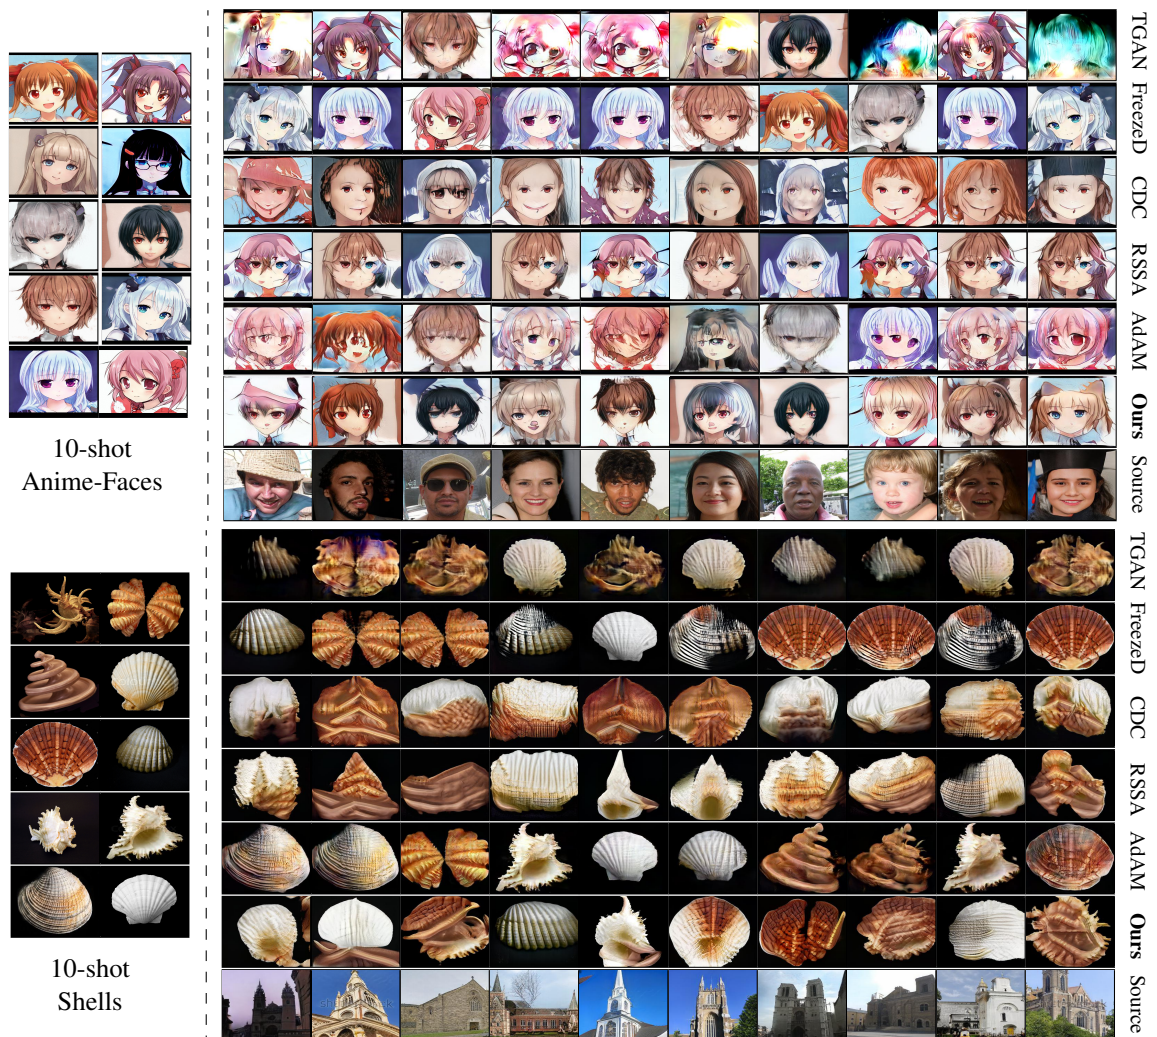 10-shot
Anime-Faces
TGAN
FreezeD
CDC
RSSA
AdAM
Ours
Source
10-shot
Shells
TGAN
FreezeD
CDC
RSSA
AdAM
Ours
Source